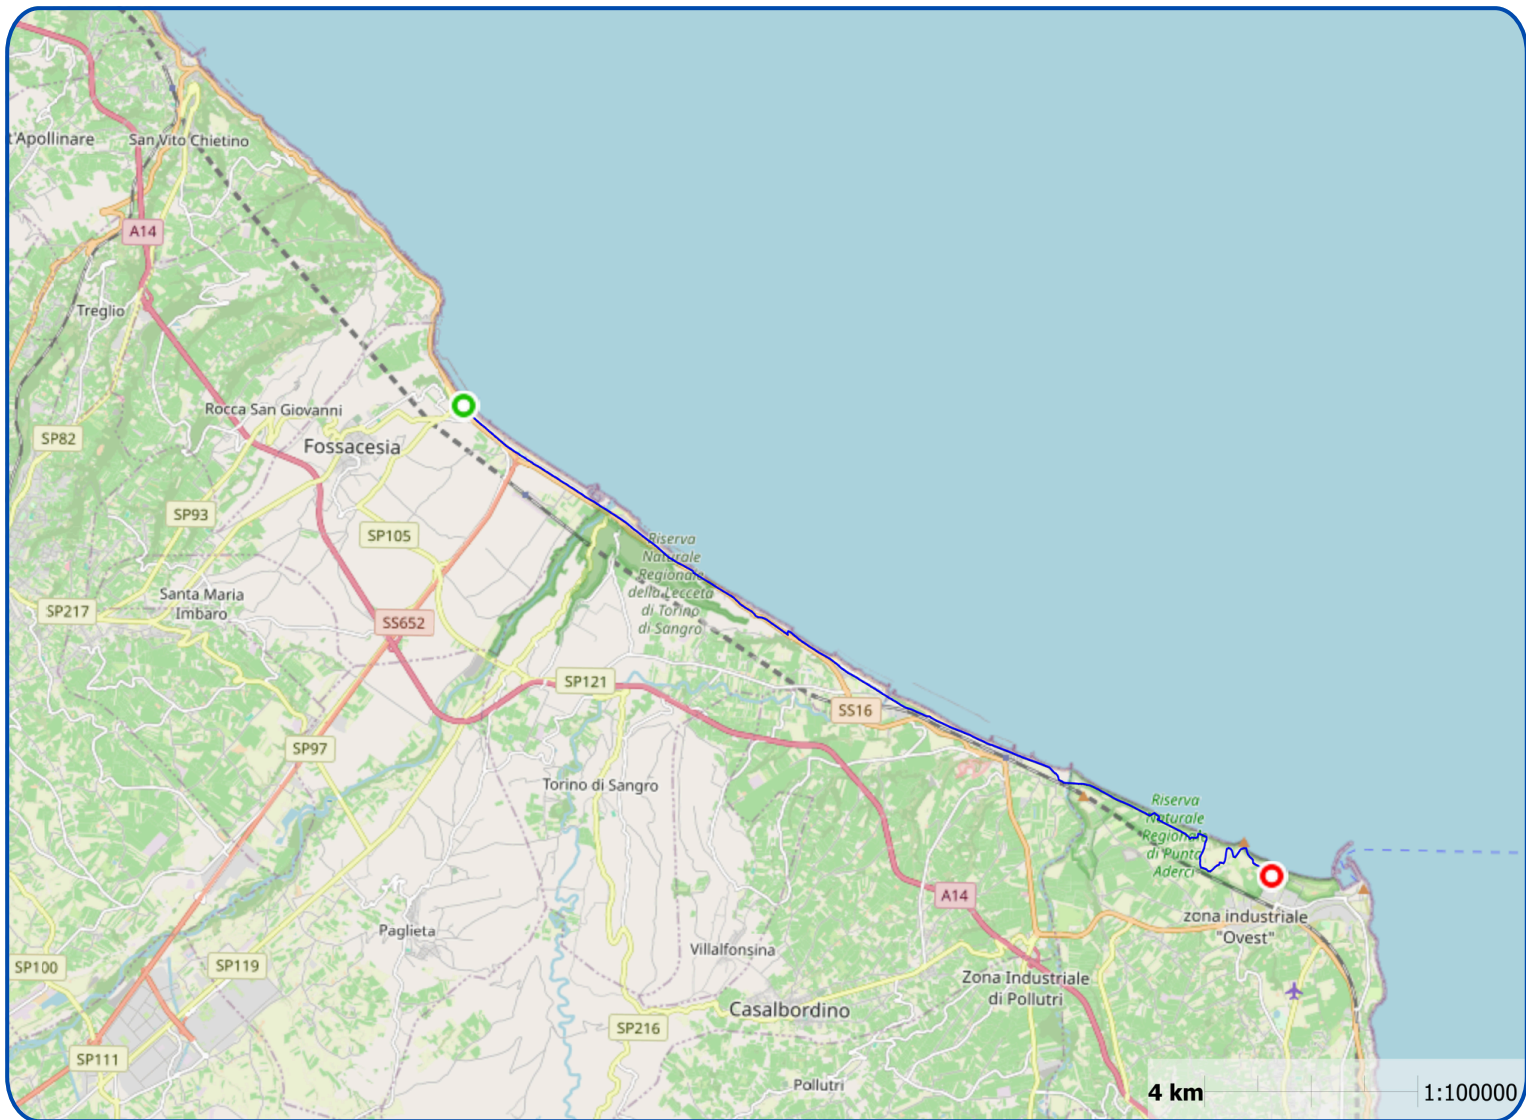 t'Apollinare
San Vito Chietino
A14
Treglio
Rocca San Giovanni
SP82
Fossacesia
SP93
SP105
Riserva
Naturale
Regionale
della Lecceta
di Torino
di Sangro
Santa Maria
Imbaro
SP217
SS652
SP121
SS16
SP97
Torino di Sangro
Riserva
Naturale
Regionale
di Punta
Aderci
A14
zona industriale
"Ovest"
Paglieta
Villalfonsina
SP100
SP119
Zona Industriale
di Pollutri
Casalbordino
SP216
SP111
Pollutri
4 km
1:100000